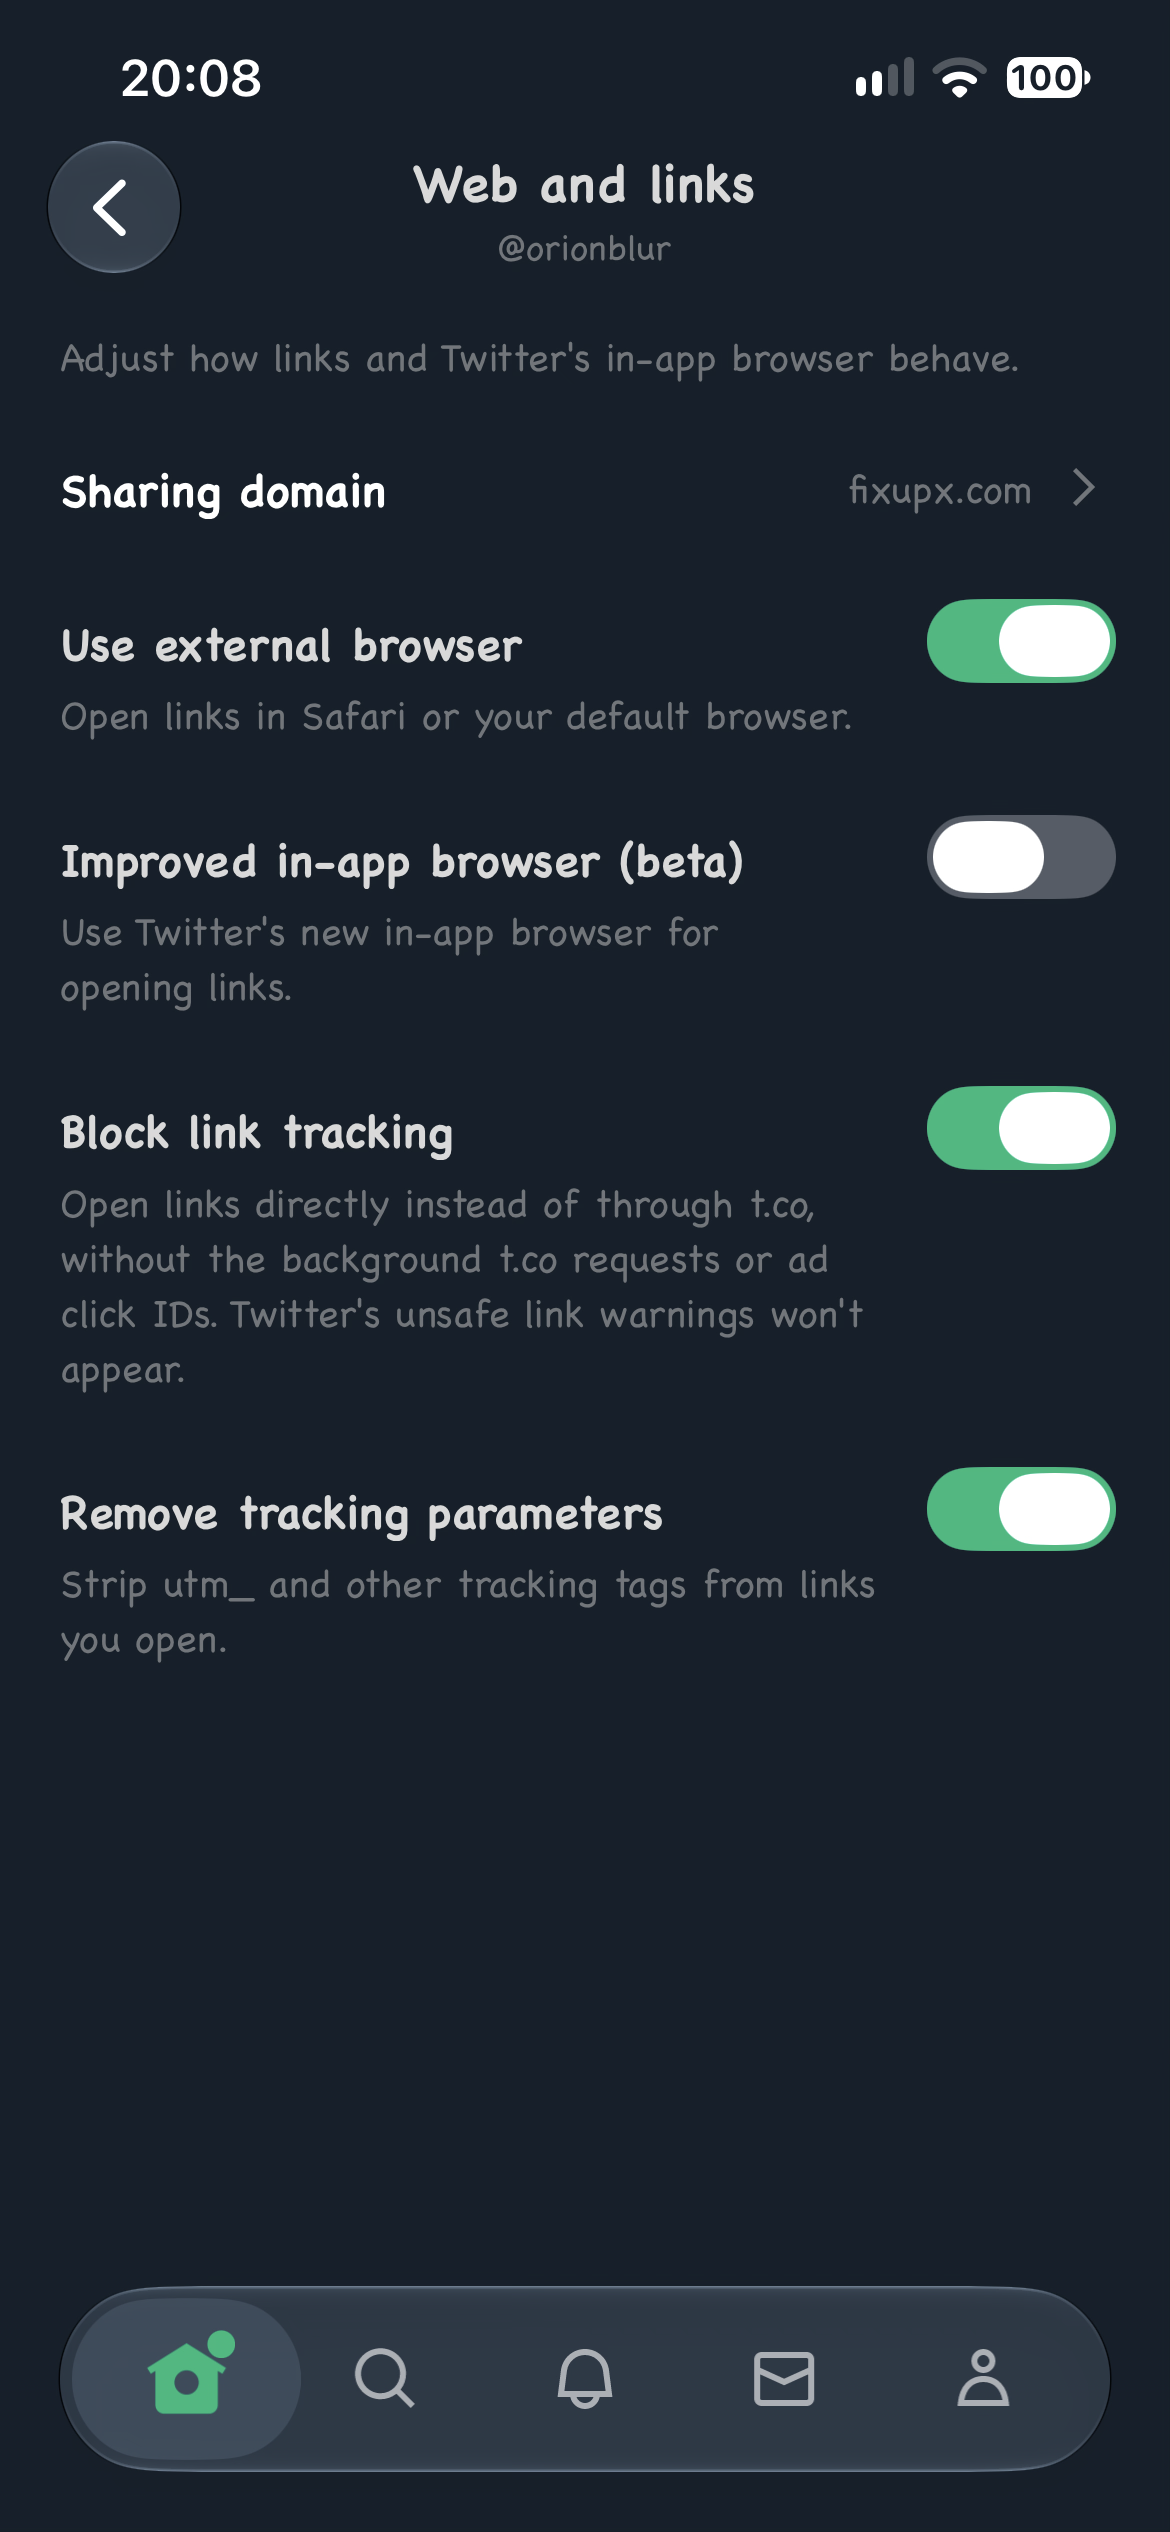 20:08
100
Web and links
@orionblur
Adjust how links and Twitter's in-app browser behave.
Sharing domain
fixupx.com
Use external browser
Open links in Safari or your default browser.
Improved in-app browser (beta)
Use Twitter's new in-app browser for
opening links.
Block link tracking
Open links directly instead of through t.co,
without the background t.co requests or ad
click IDs. Twitter's unsafe link warnings won't
appear.
Remove tracking parameters
Strip utm_ and other tracking tags from links
you open.